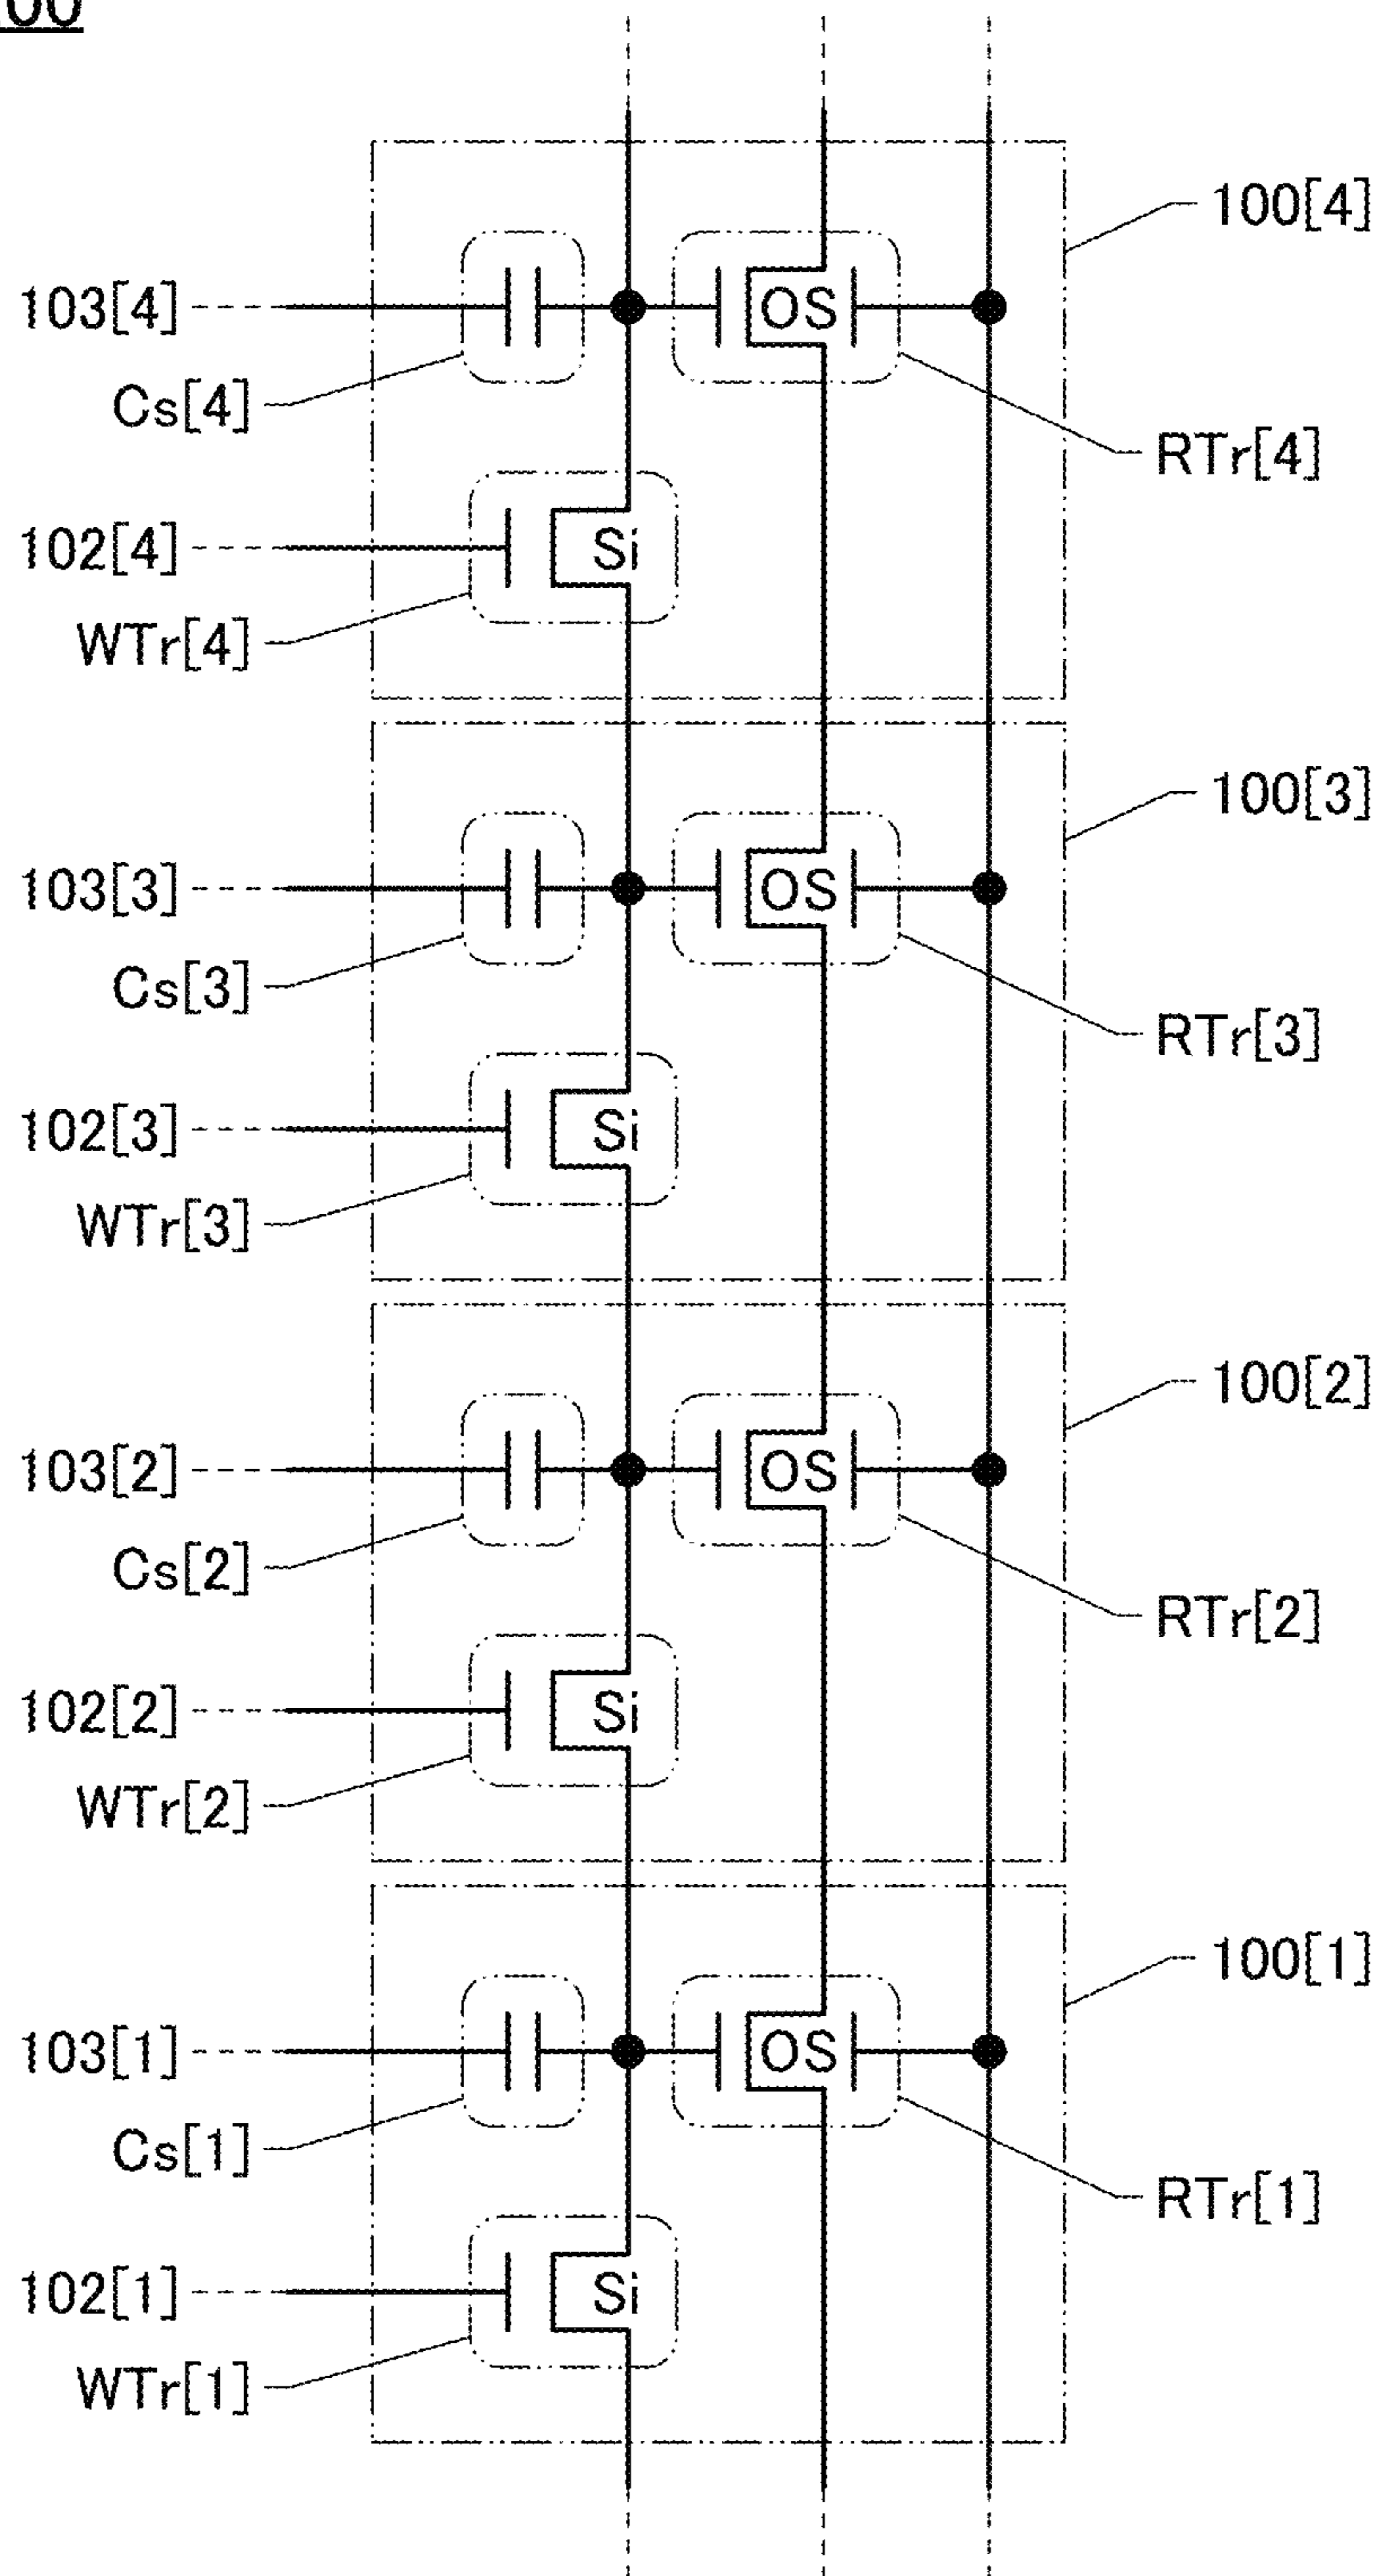 100[4]
103[4]
OS
Cs[4]
RTr[4]
102[4]
Si
WTr[4]
100[3]
103[3]
OS
Cs[3]
RTr[3]
102[3]
Si
WTr[3]
100[2]
103[2]
OS
Cs[2]
RTr[2]
102[2]
Si
WTr[2]
100[1]
103[1]
OS
Cs[1]
RTr[1]
102[1]
Si
WTr[1]